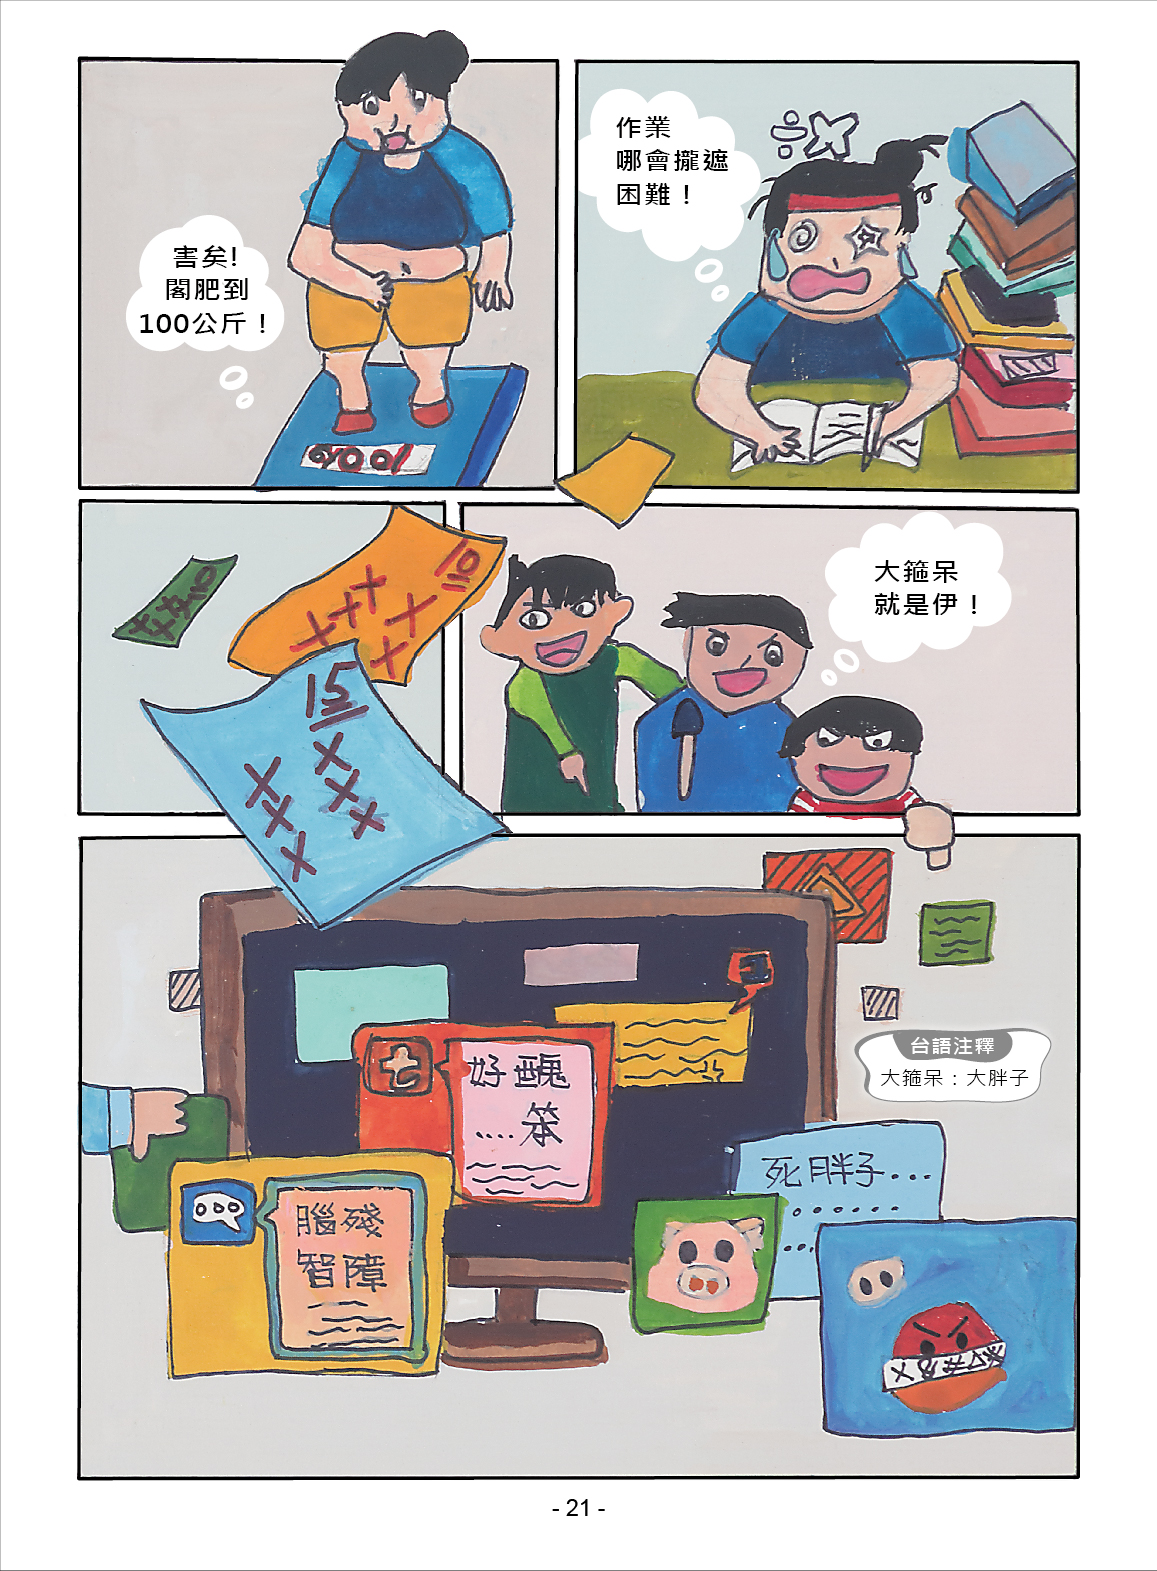 害矣!
閣肥到
100公斤！
作業
哪會攏遮
困難！
10
15
大箍呆
就是伊！
好醜
....笨
台語注釋
大箍呆：大胖子
死胖子...
腦殘
智障
- 21 -